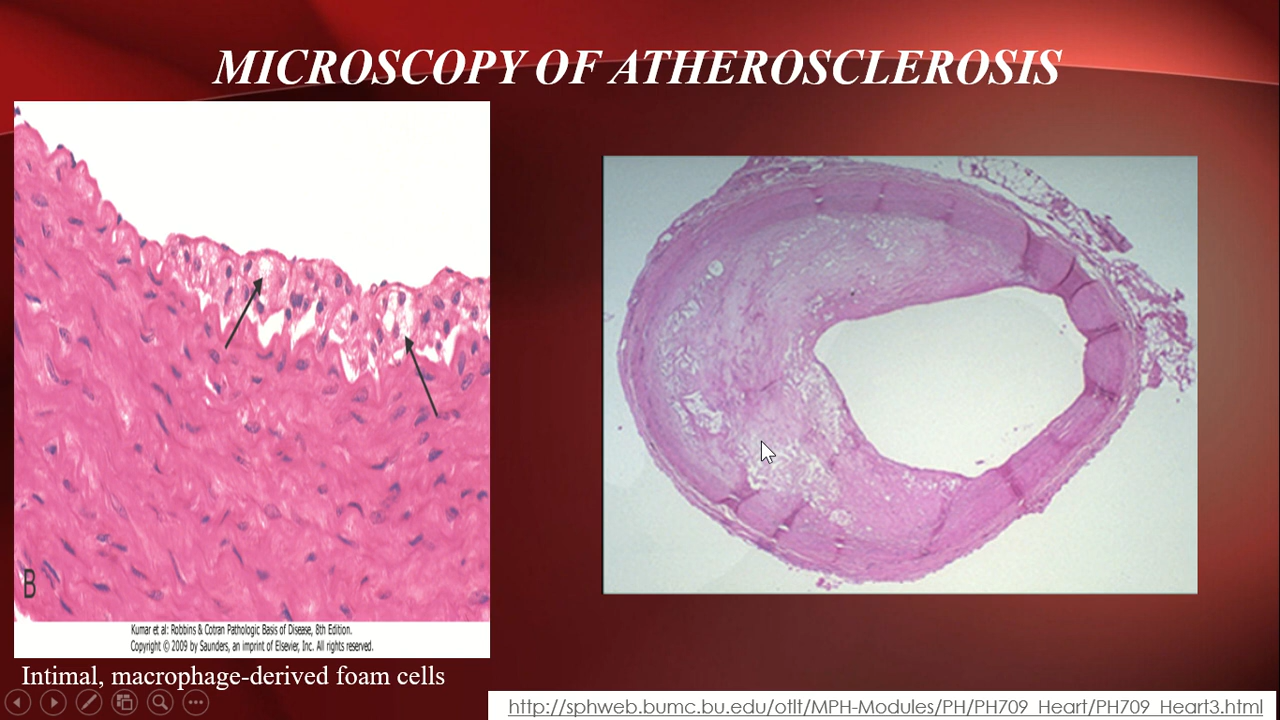 MICROSCOPY OF ATHEROSCLEROSIS
B
Kumar et al: Robbins & Cotran Pathologic Basis of Disease, 8th Edition.
Copyright © 2009 by Saunders, an imprint of Elsevier, Inc. All rights reserved.
Intimal, macrophage-derived foam cells
http://sphweb.bumc.bu.edu/otlt/MPH-Modules/PH/PH709_Heart/PH709_Heart3.html